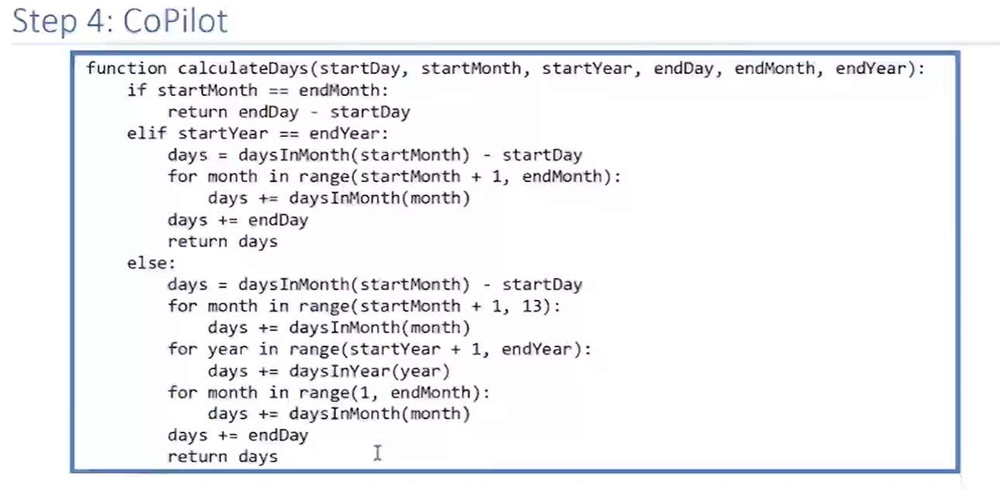 Step 4: CoPilot
function calculateDays(startDay, startMonth, startYear, endDay, endMonth, endYear):
    if startMonth == endMonth:
        return endDay - startDay
    elif startYear == endYear:
        days = daysInMonth(startMonth) - startDay
        for month in range(startMonth + 1, endMonth):
            days += daysInMonth(month)
        days += endDay
        return days
    else:
        days = daysInMonth(startMonth) - startDay
        for month in range(startMonth + 1, 13):
            days += daysInMonth(month)
        for year in range(startYear + 1, endYear):
            days += daysInYear(year)
        for month in range(1, endMonth):
            days += daysInMonth(month)
        days += endDay
        return days